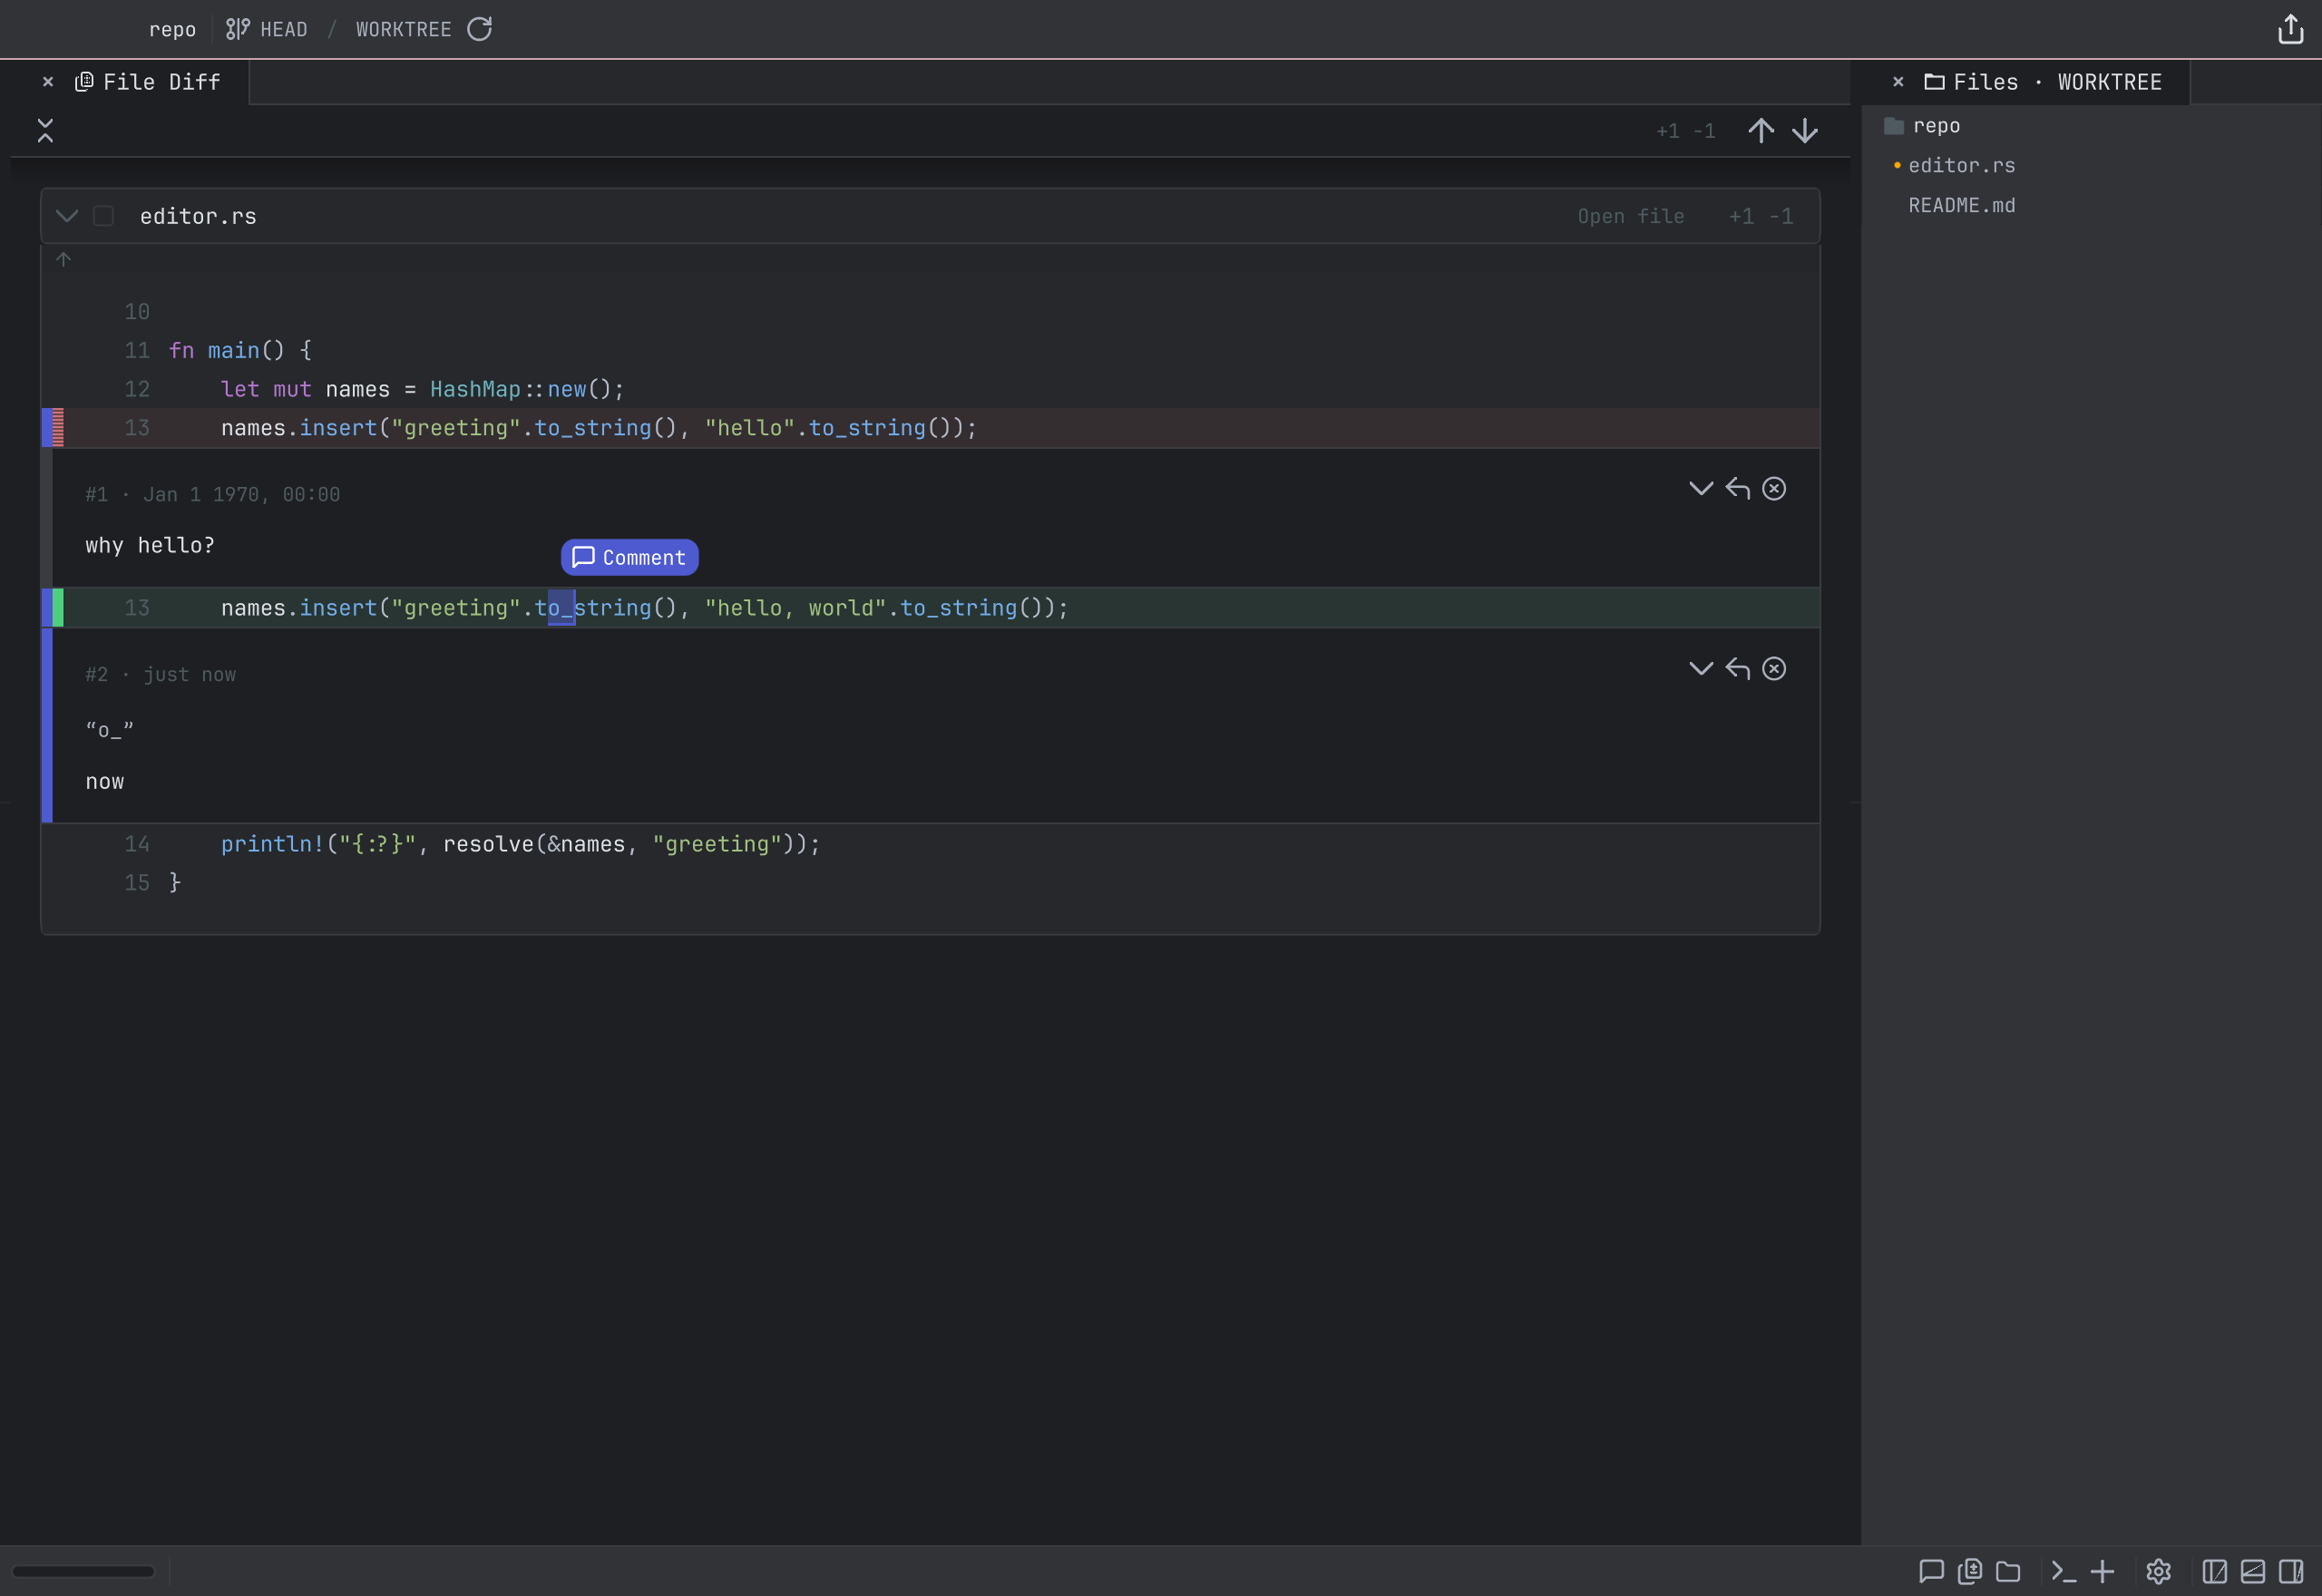 repo HEAD / WORKTREE
× File Diff
× Files · WORKTREE
+1 -1
repo
editor.rs
README.md
editor.rs Open file +1 -1
10
11 fn main() {
12     let mut names = HashMap::new();
13     names.insert("greeting".to_string(), "hello".to_string());
#1 · Jan 1 1970, 00:00
why hello?
Comment
13     names.insert("greeting".to_string(), "hello, world".to_string());
#2 · just now
“o_”
now
14     println!("{:?}", resolve(&names, "greeting"));
15 }